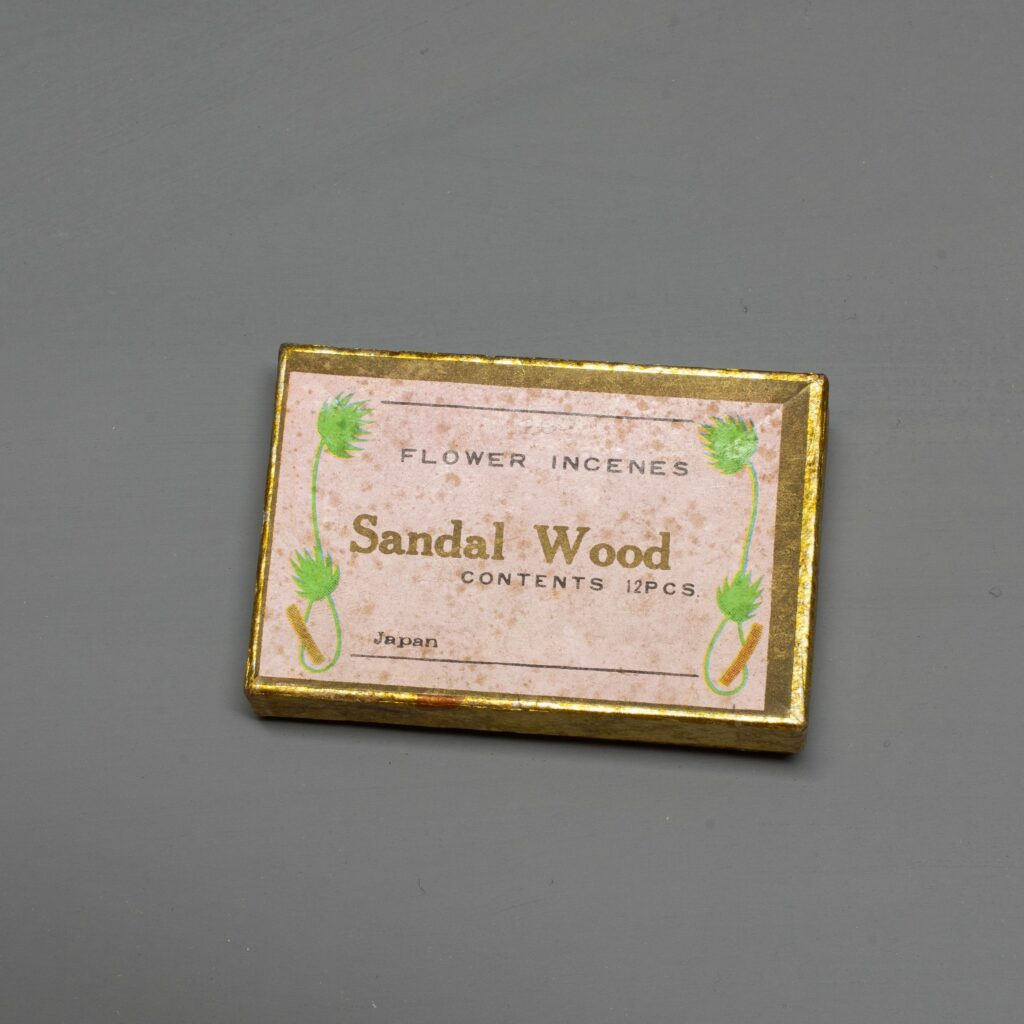 FLOWER INCENES
Sandal Wood
CONTENTS 12PCS.
Japan